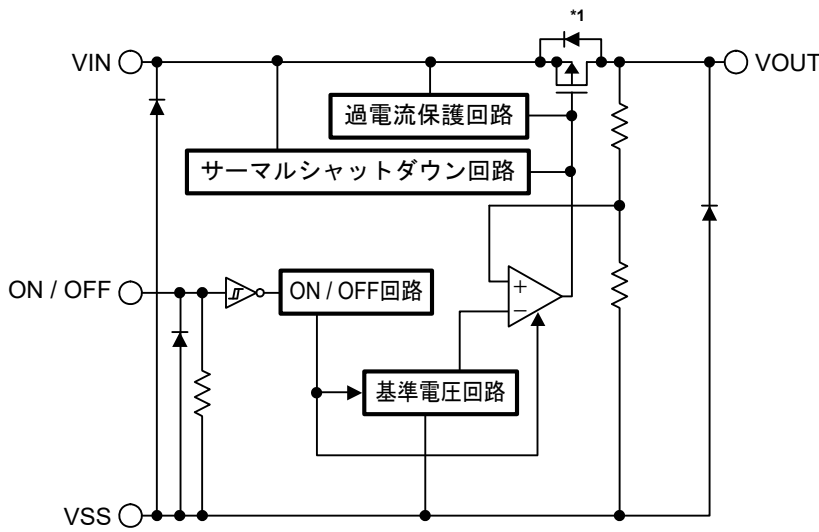 *1
VIN
VOUT
過電流保護回路
サーマルシャットダウン回路
ON / OFF
ON / OFF回路
+
−
基準電圧回路
VSS